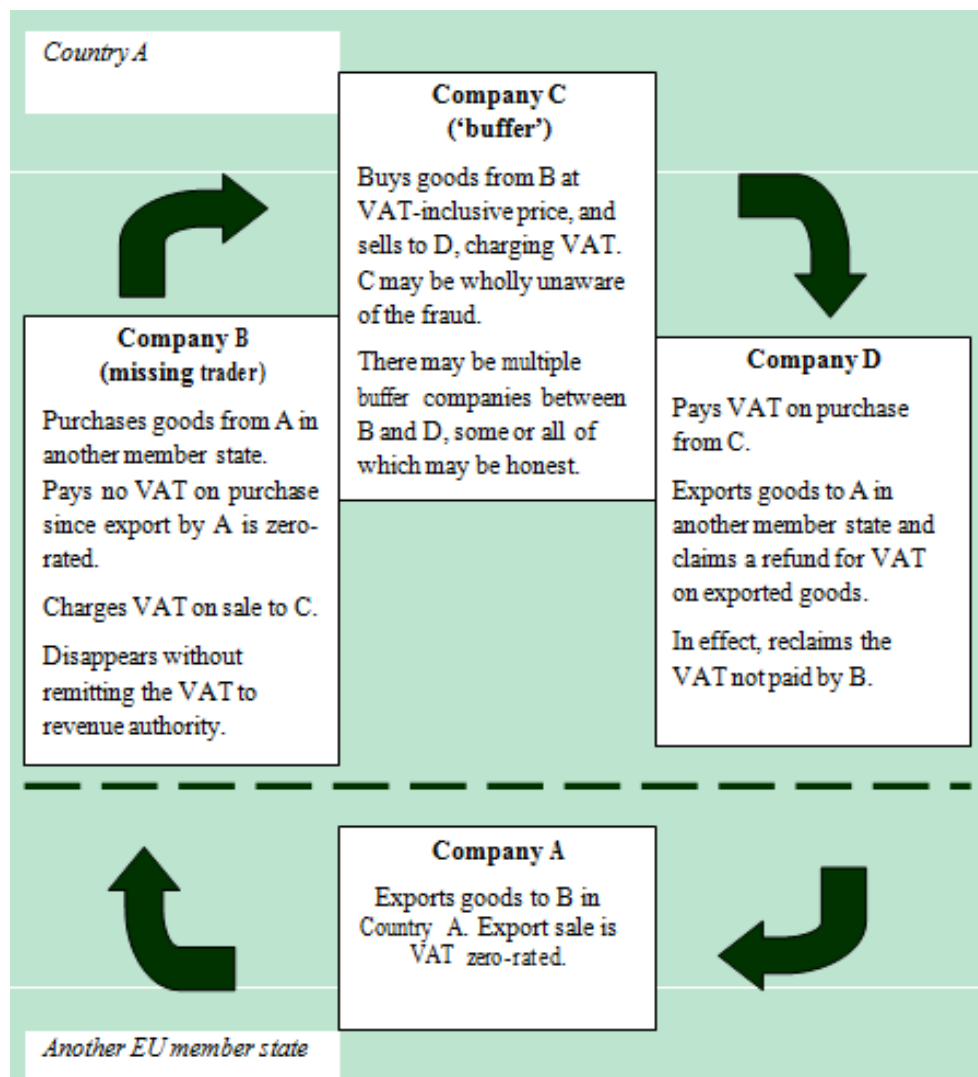 Country A
Company C
(‘buffer’)
Buys goods from B at
VAT-inclusive price, and
sells to D, charging VAT.
C may be wholly unaware
of the fraud.
There may be multiple
buffer companies between
B and D, some or all of
which may be honest.
Company B
(missing trader)
Purchases goods from A in
another member state.
Pays no VAT on purchase
since export by A is zero-
rated.
Charges VAT on sale to C.
Disappears without
remitting the VAT to
revenue authority.
Company D
Pays VAT on purchase
from C.
Exports goods to A in
another member state and
claims a refund for VAT
on exported goods.
In effect, reclaims the
VAT not paid by B.
Company A
Exports goods to B in
Country A. Export sale is
VAT zero-rated.
Another EU member state